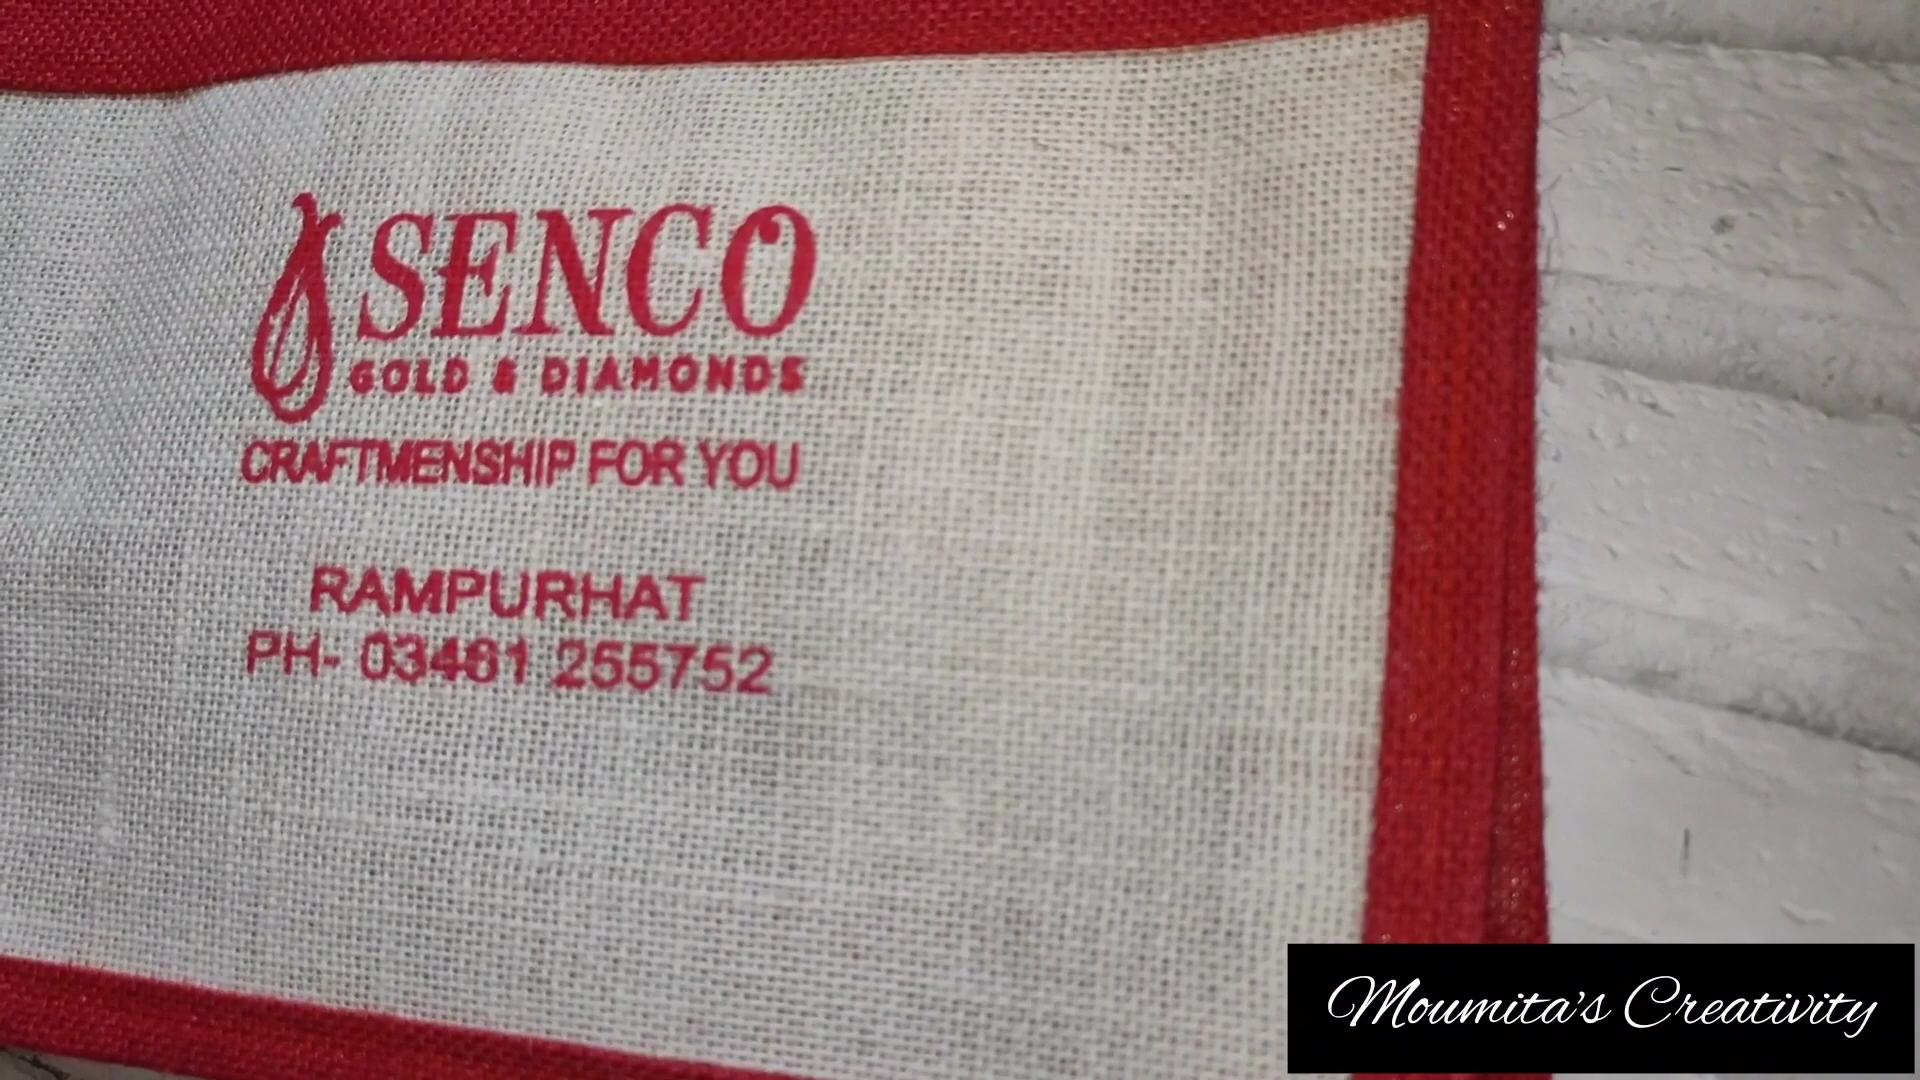 SENCO
GOLD & DIAMONDS
CRAFTMENSHIP FOR YOU
RAMPURHAT
PH- 03461 255752
Moumita's Creativity